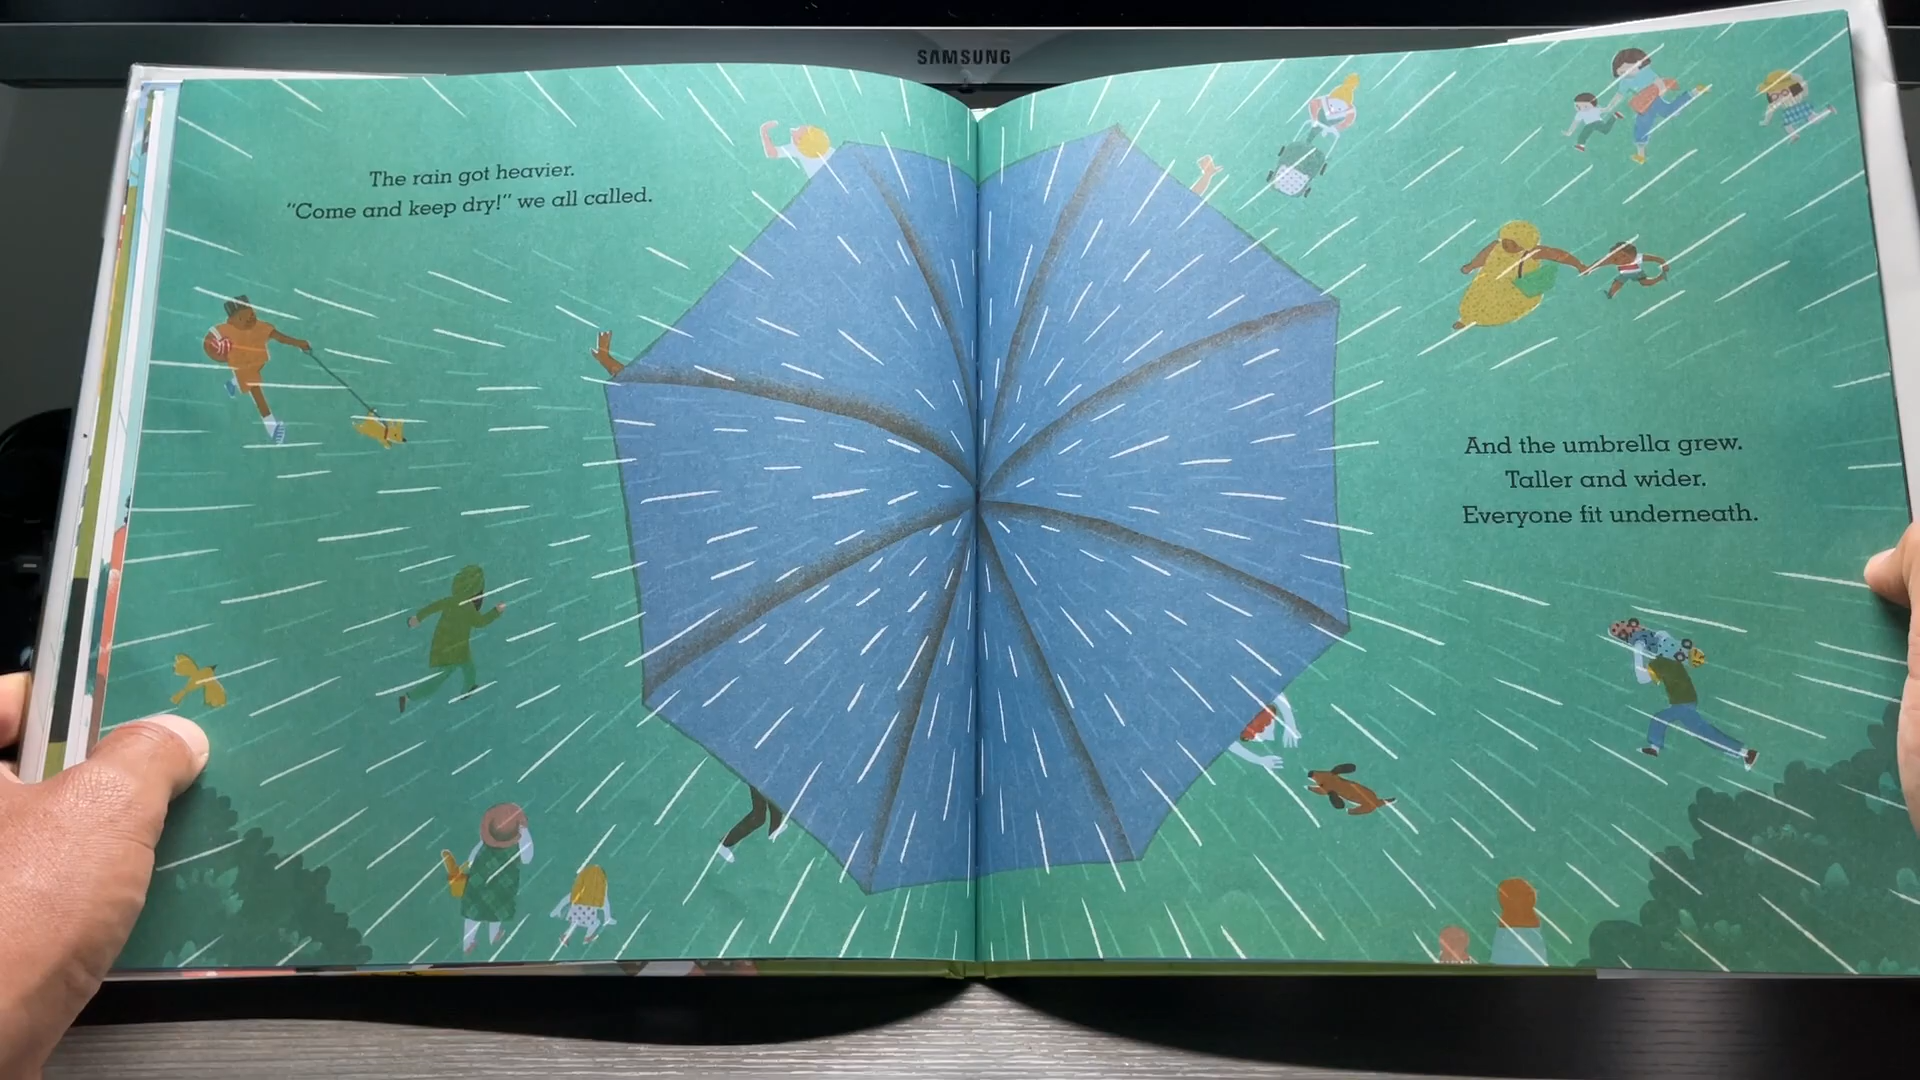 SAMSUNG
The rain got heavier.
“Come and keep dry!” we all called.
And the umbrella grew.
Taller and wider.
Everyone fit underneath.